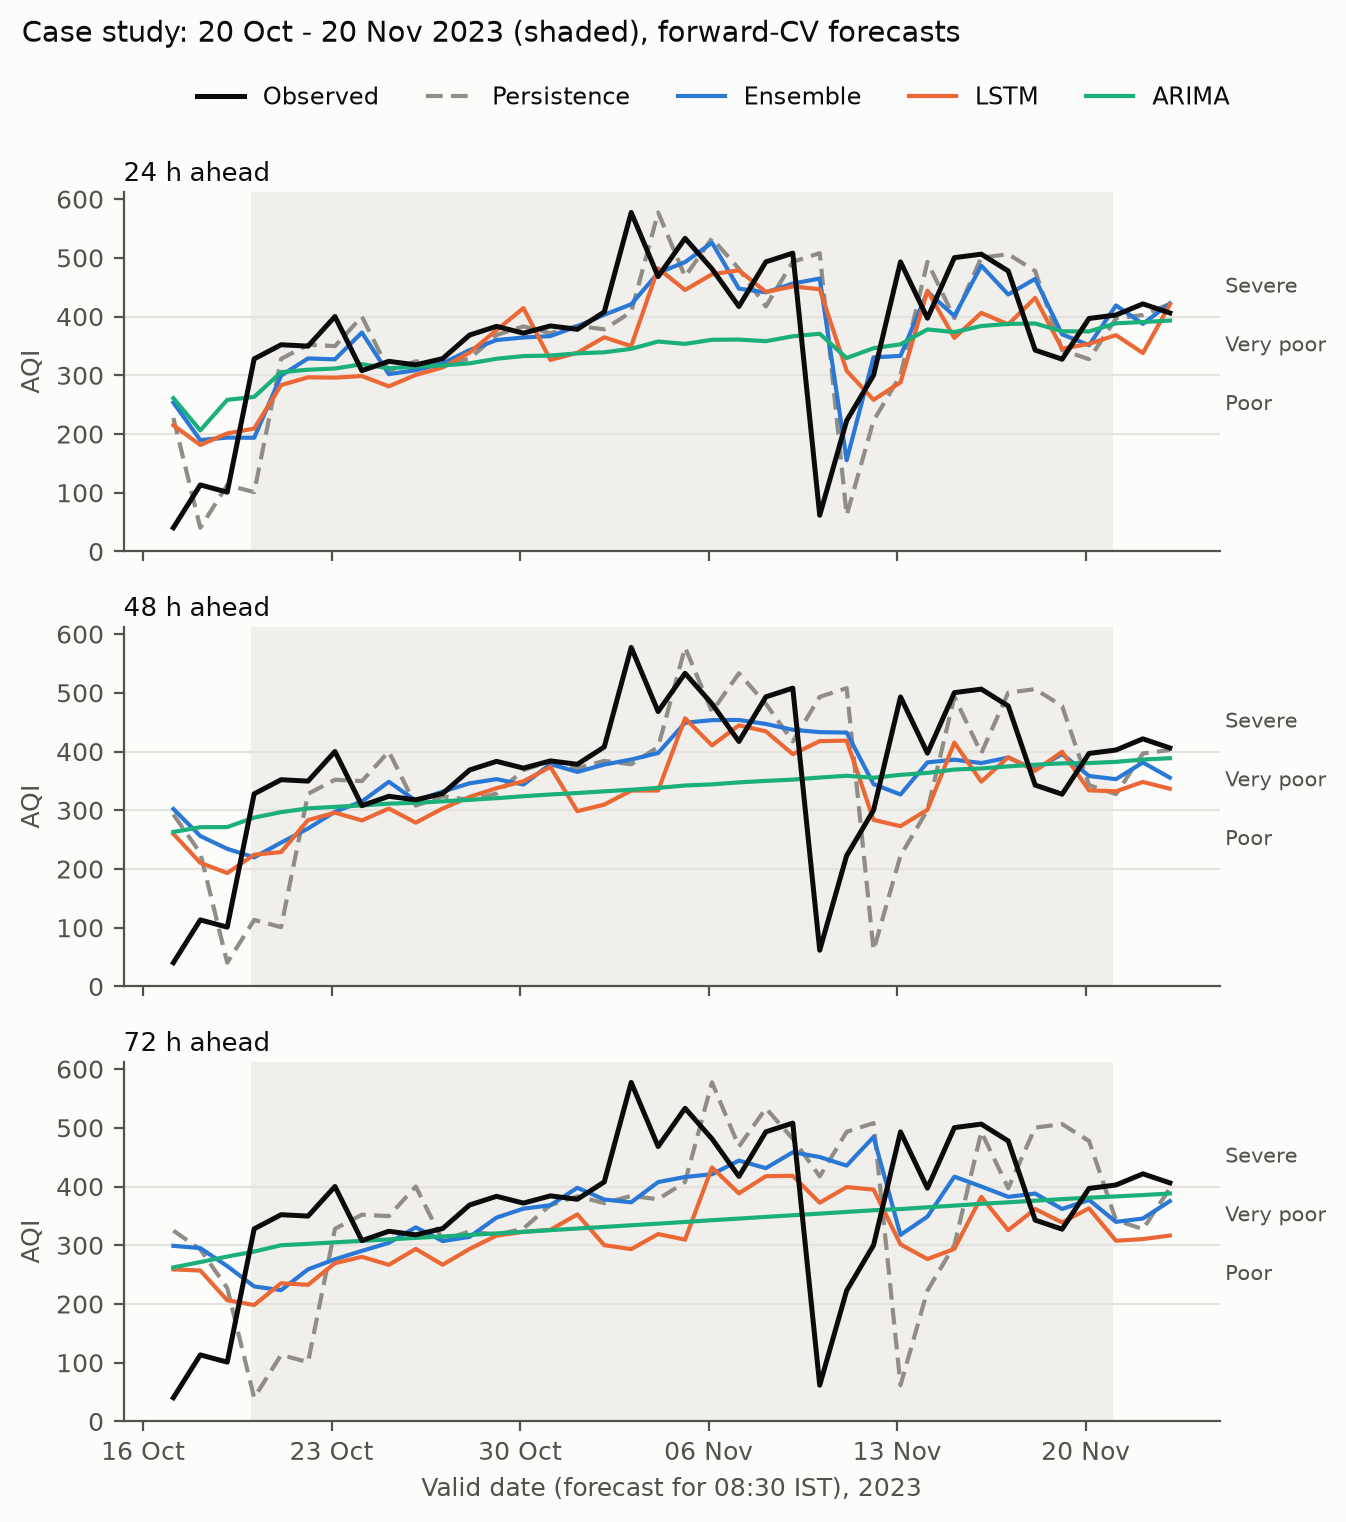 Case study: 20 Oct - 20 Nov 2023 (shaded), forward-CV forecasts
Observed Persistence Ensemble LSTM ARIMA
24 h ahead
600
500
400
300
200
100
0
AQI
Severe
Very poor
Poor
48 h ahead
600
500
400
300
200
100
0
AQI
Severe
Very poor
Poor
72 h ahead
600
500
400
300
200
100
0
AQI
Severe
Very poor
Poor
16 Oct 23 Oct 30 Oct 06 Nov 13 Nov 20 Nov
Valid date (forecast for 08:30 IST), 2023